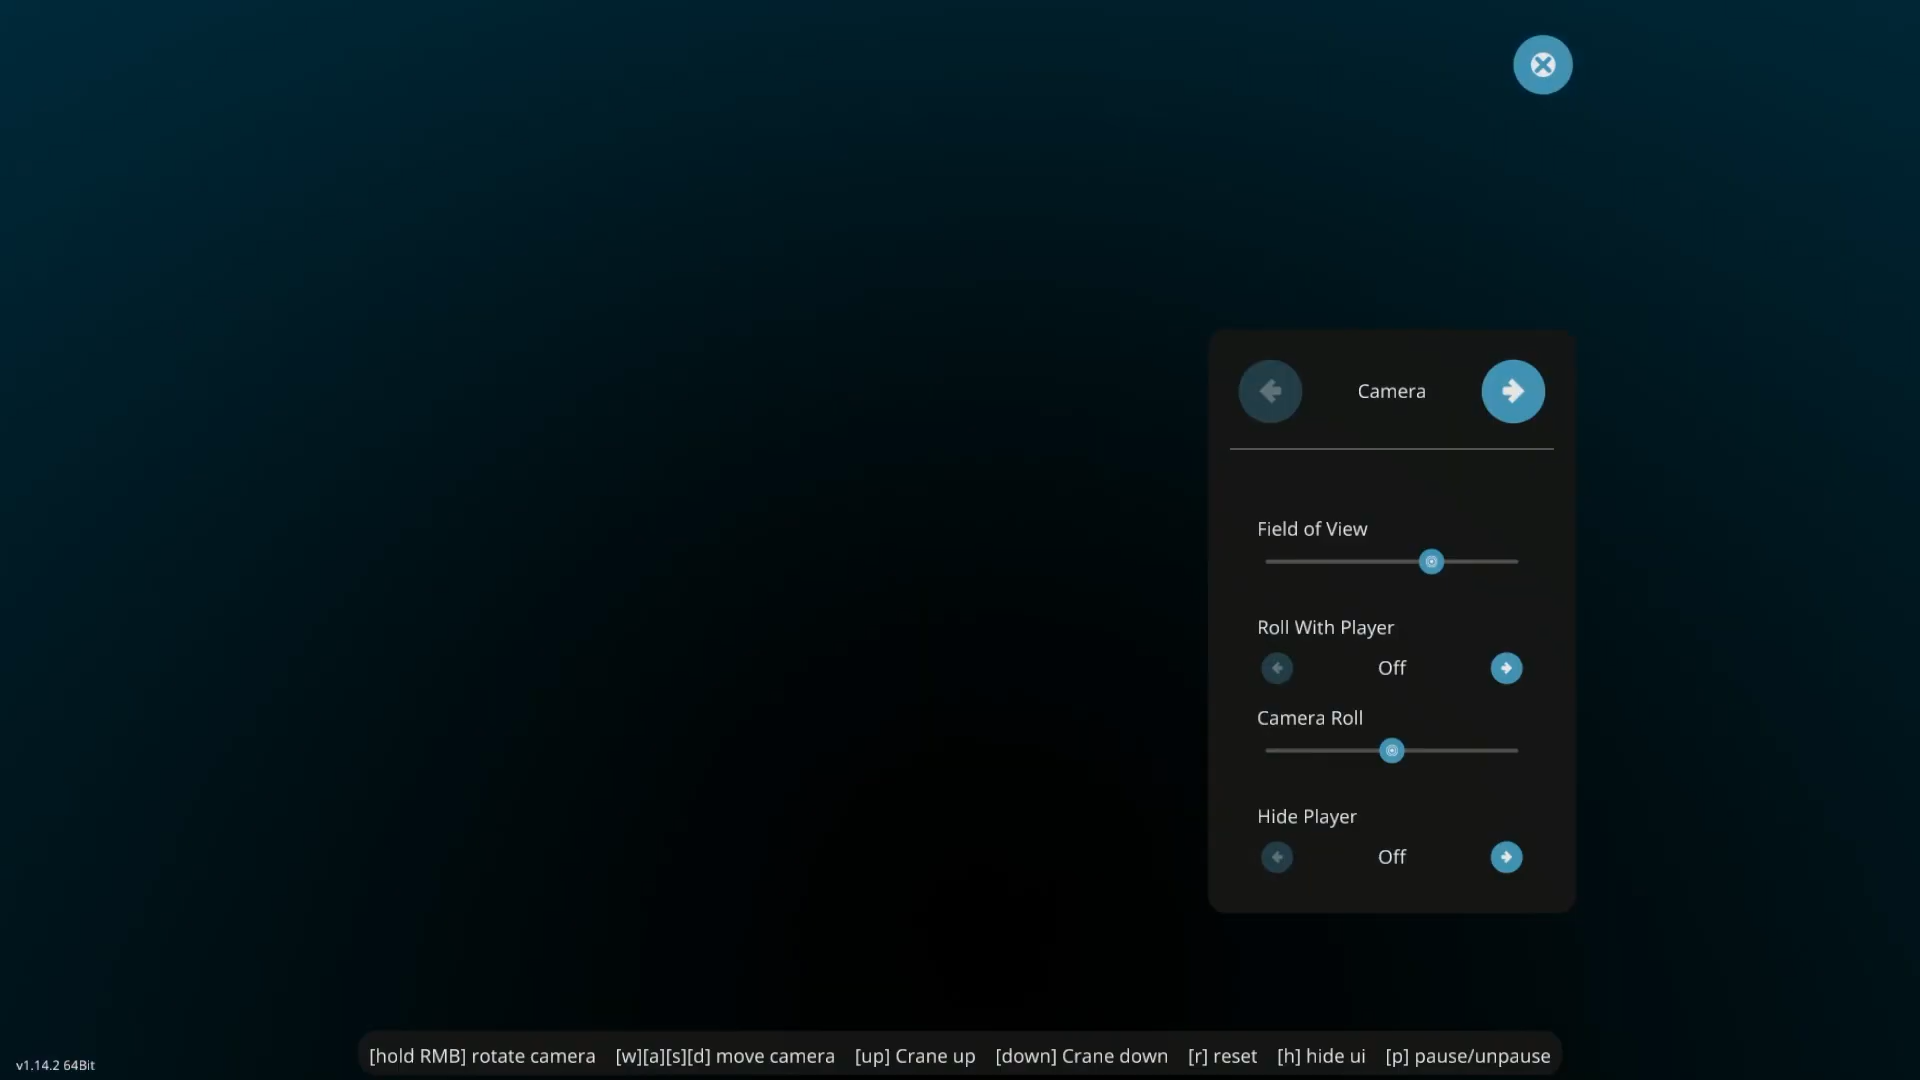 Camera
Field of View
Roll With Player
Off
Camera Roll
Hide Player
Off
[hold RMB] rotate camera [w][a][s][d] move camera [up] Crane up [down] Crane down [r] reset [h] hide ui [p] pause/unpause
v1.14.2 64Bit